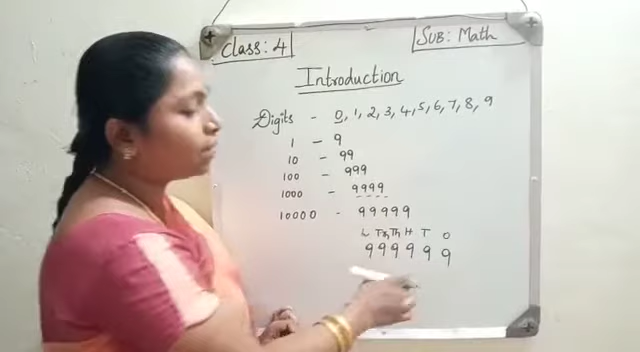 Class: 4
Sub: Math
Introduction
Digits - 0, 1, 2, 3, 4, 5, 6, 7, 8, 9
1 - 9
10 - 99
100 - 999
1000 - 9999
10000 - 99999
L TTh Th H T O
999999